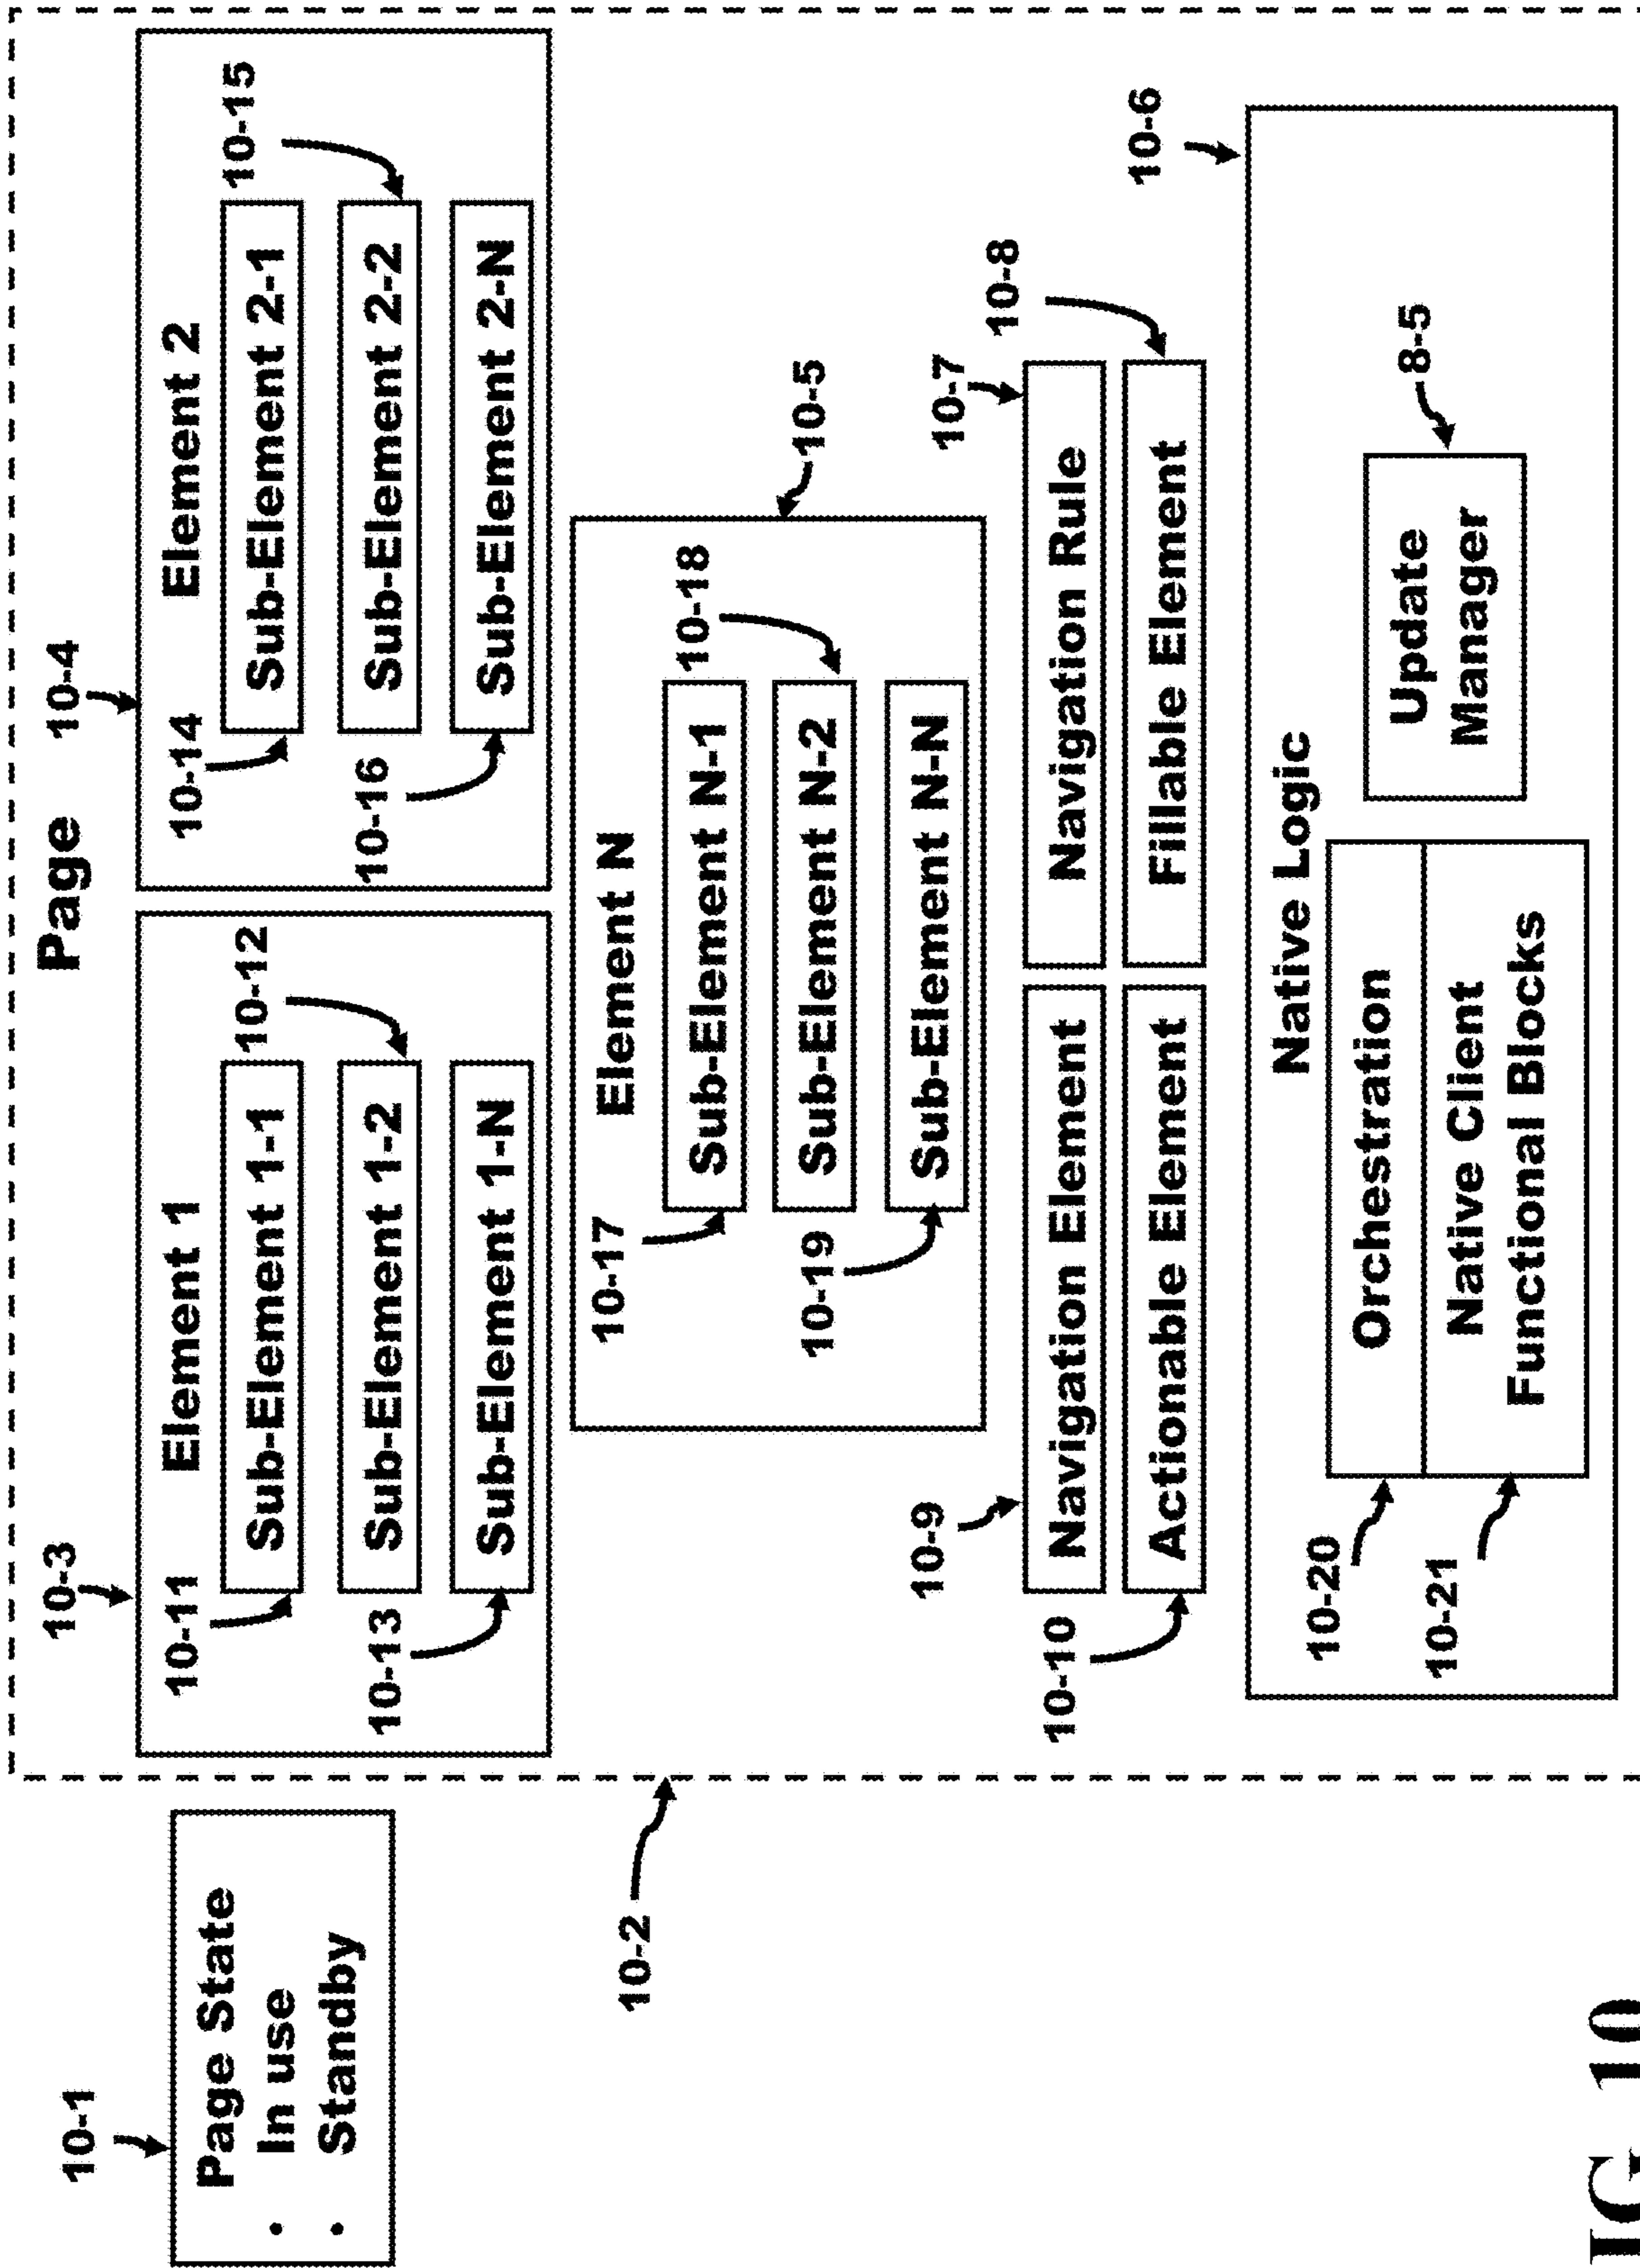 10-1
Page State
• In use
• Standby
10-2
Page
10-3
Element 1
10-11
Sub-Element 1-1
10-12
Sub-Element 1-2
10-13
Sub-Element 1-N
10-4
Element 2
10-14
Sub-Element 2-1
10-15
Sub-Element 2-2
10-16
Sub-Element 2-N
10-5
Element N
10-17
Sub-Element N-1
10-18
Sub-Element N-2
10-19
Sub-Element N-N
10-9
Navigation Element
10-7
Navigation Rule
10-10
Actionable Element
10-8
Fillable Element
10-6
Native Logic
10-20
Orchestration
10-21
Native Client
Functional Blocks
Update
Manager
8-5
IG 10